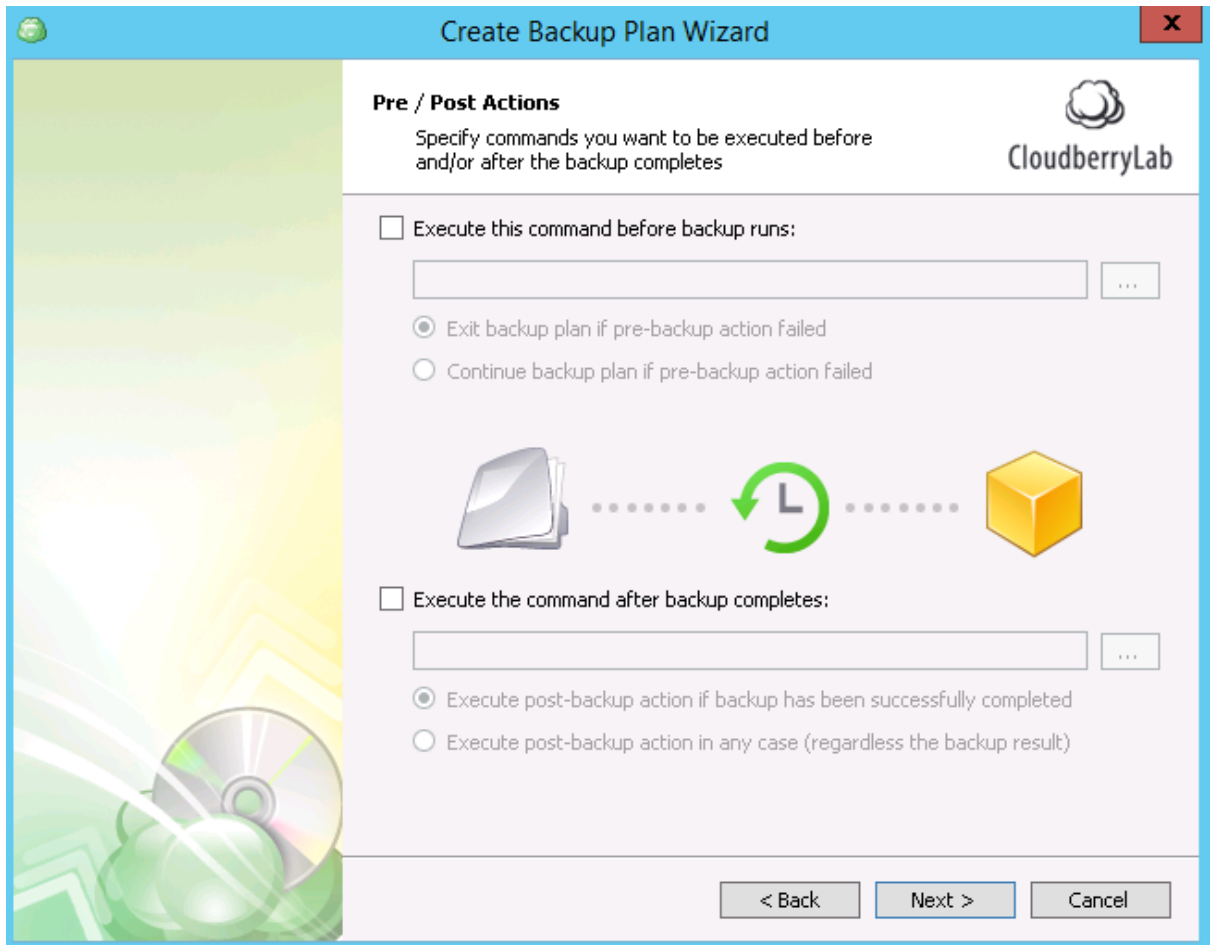 Create Backup Plan Wizard
x
Pre / Post Actions
Specify commands you want to be executed before
and/or after the backup completes
CloudberryLab
Execute this command before backup runs:
...
Exit backup plan if pre-backup action failed
Continue backup plan if pre-backup action failed
Execute the command after backup completes:
...
Execute post-backup action if backup has been successfully completed
Execute post-backup action in any case (regardless the backup result)
< Back Next > Cancel